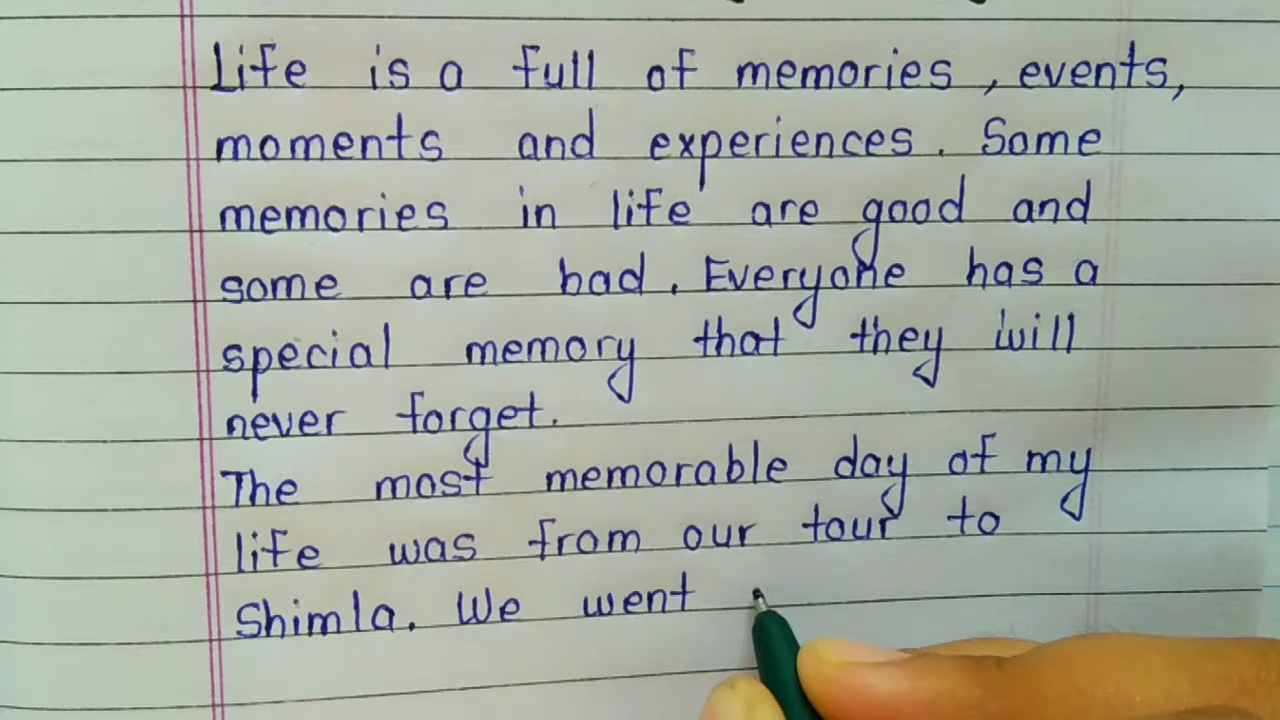 Life is a full of memories, events,
moments and experiences. Some
memories in life are good and
some are bad. Everyone has a
special memory that they will
never forget.
The most memorable day of my
life was from our tour to
Shimla. We went